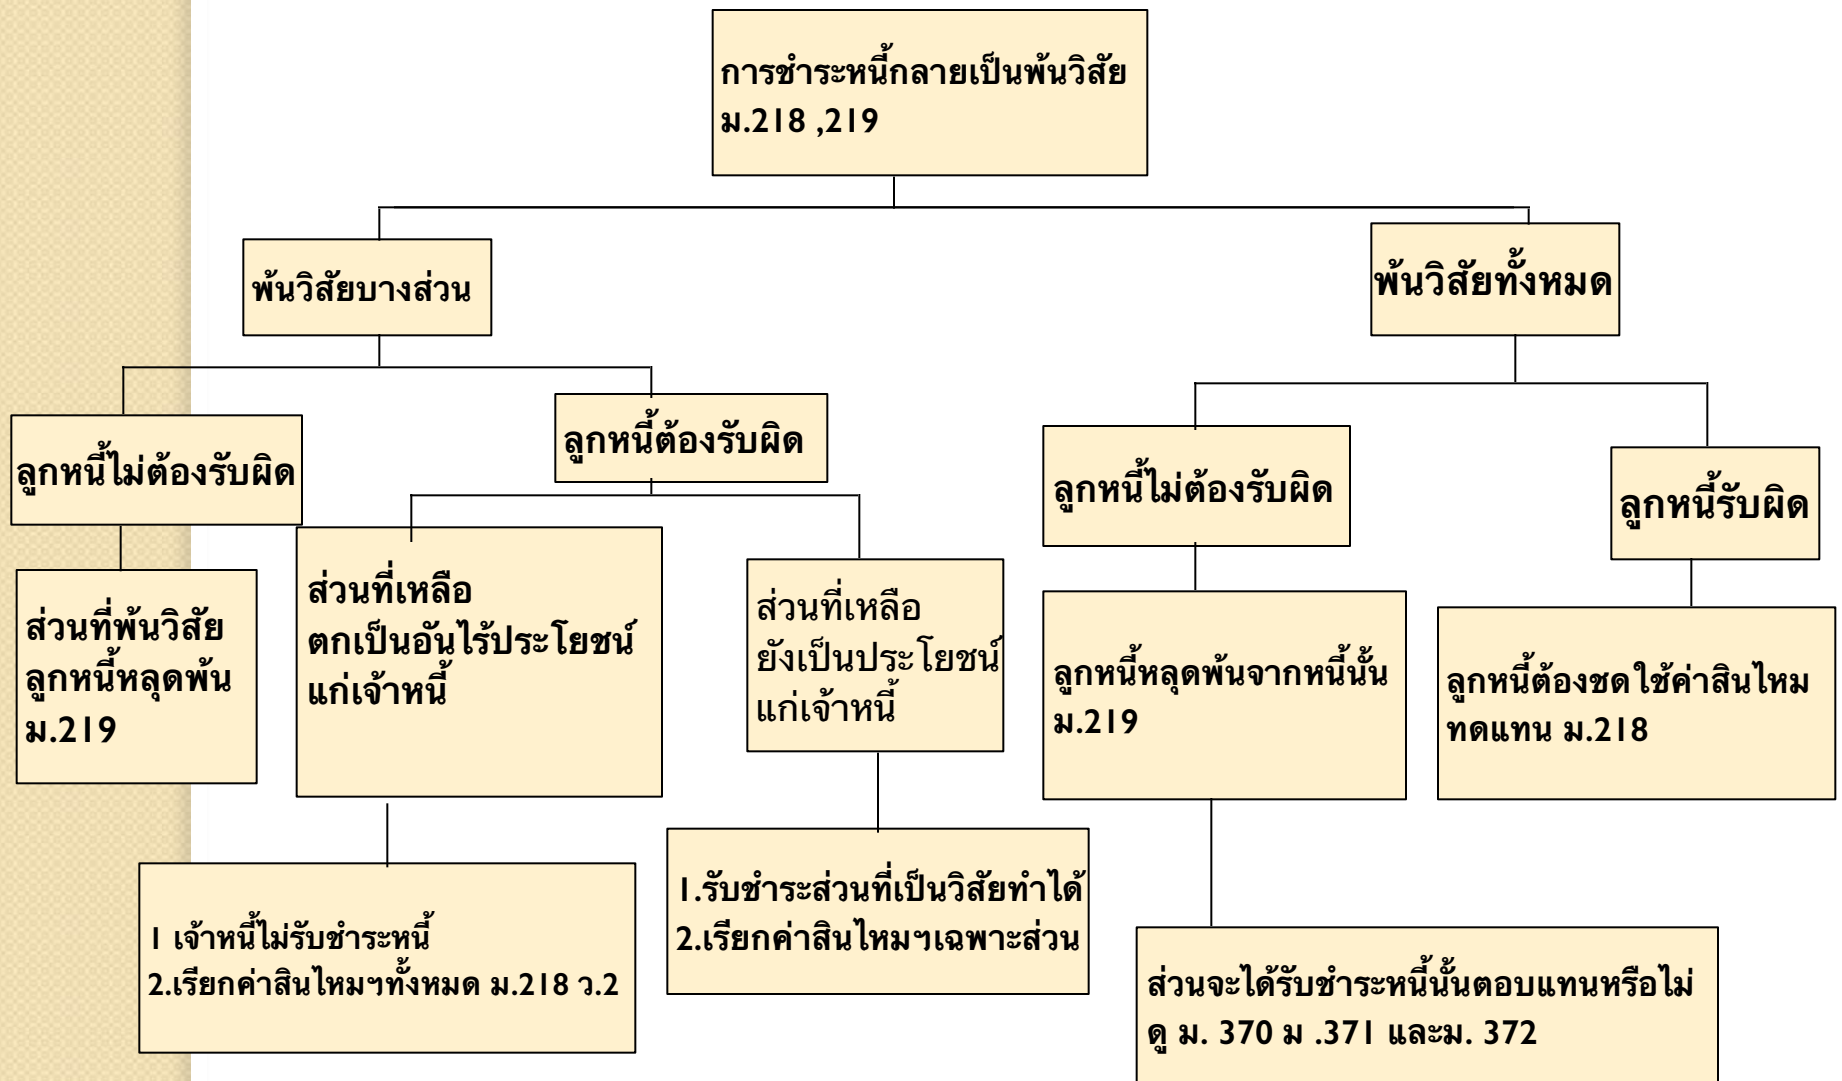 การชำระหนี้กลายเป็นพ้นวิสัย
ม.218 ,219
พ้นวิสัยบางส่วน
พ้นวิสัยทั้งหมด
ลูกหนี้ไม่ต้องรับผิด
ลูกหนี้ต้องรับผิด
ลูกหนี้ไม่ต้องรับผิด
ลูกหนี้รับผิด
ส่วนที่พ้นวิสัย
ลูกหนี้หลุดพ้น
ม.219
ส่วนที่เหลือ
ตกเป็นอันไร้ประโยชน์
แก่เจ้าหนี้
ส่วนที่เหลือ
ยังเป็นประโยชน์
แก่เจ้าหนี้
ลูกหนี้หลุดพ้นจากหนี้นั้น
ม.219
ลูกหนี้ต้องชดใช้ค่าสินไหม
ทดแทน ม.218
1 เจ้าหนี้ไม่รับชำระหนี้
2.เรียกค่าสินไหมฯทั้งหมด ม.218 ว.2
1.รับชำระส่วนที่เป็นวิสัยทำได้
2.เรียกค่าสินไหมฯเฉพาะส่วน
ส่วนจะได้รับชำระหนี้นั้นตอบแทนหรือไม่
ดู ม. 370 ม .371 และม. 372